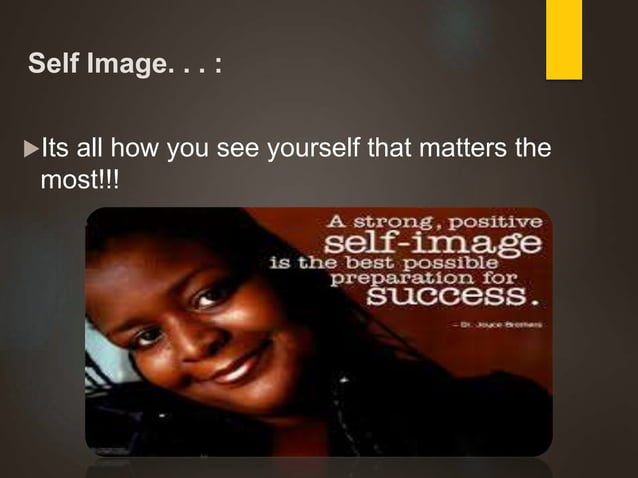 Self Image. . . :
Its all how you see yourself that matters the
most!!!
A strong, positive
self-image
is the best possible
preparation for
success.
– Dr. Joyce Brothers